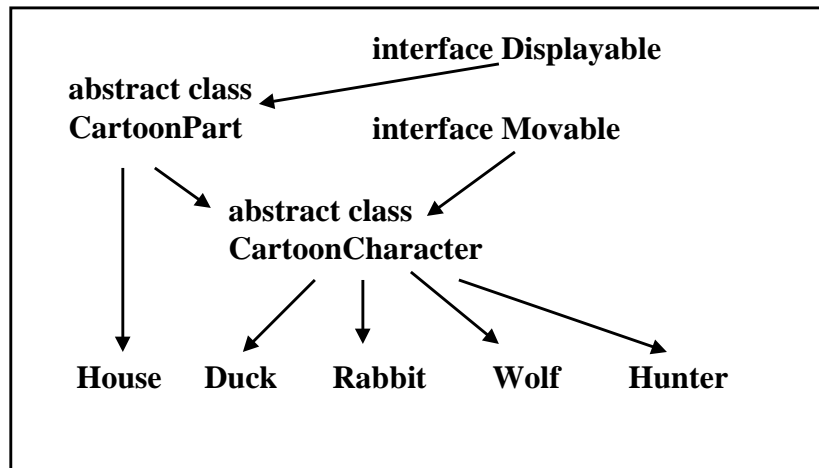 interface Displayable
abstract class
CartoonPart
interface Movable
abstract class
CartoonCharacter
House Duck Rabbit Wolf Hunter